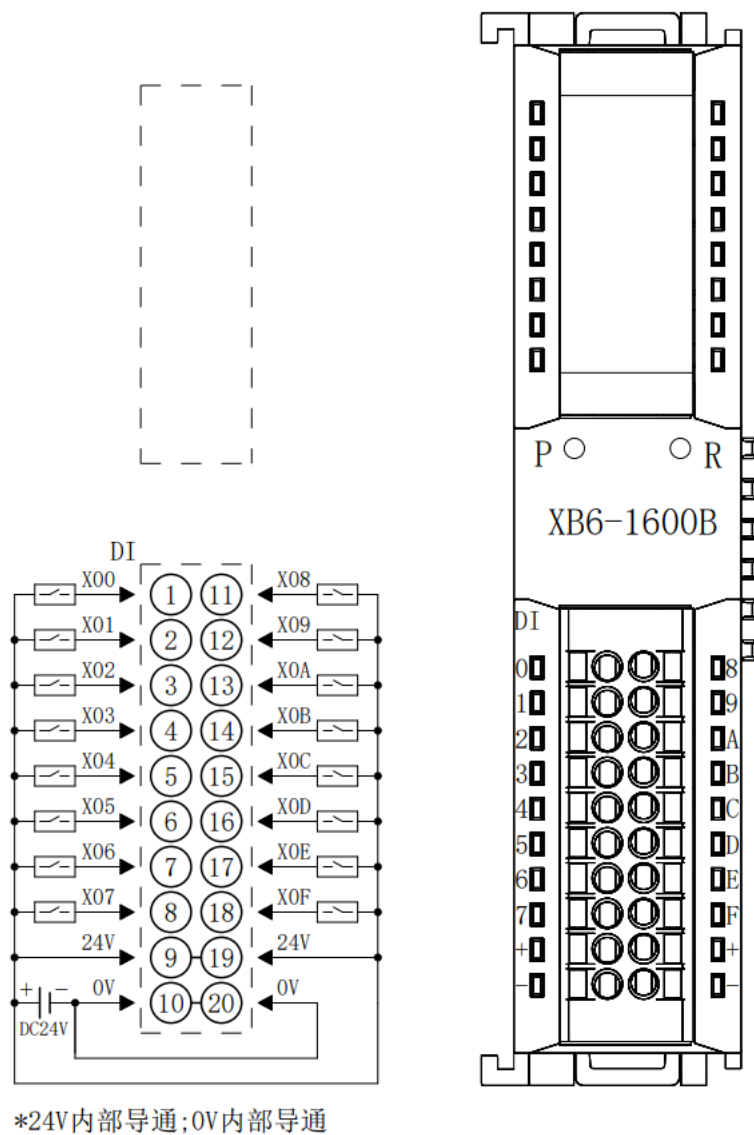 P R
XB6-1600B
DI
X00 1 11 X08
X01 2 12 X09
X02 3 13 X0A
X03 4 14 X0B
X04 5 15 X0C
X05 6 16 X0D
X06 7 17 X0E
X07 8 18 X0F
24V 9 19 24V
+ - 0V 10 20 0V
DC24V
DI
0 8
1 9
2 A
3 B
4 C
5 D
6 E
7 F
+ +
- -
*24V内部导通;0V内部导通